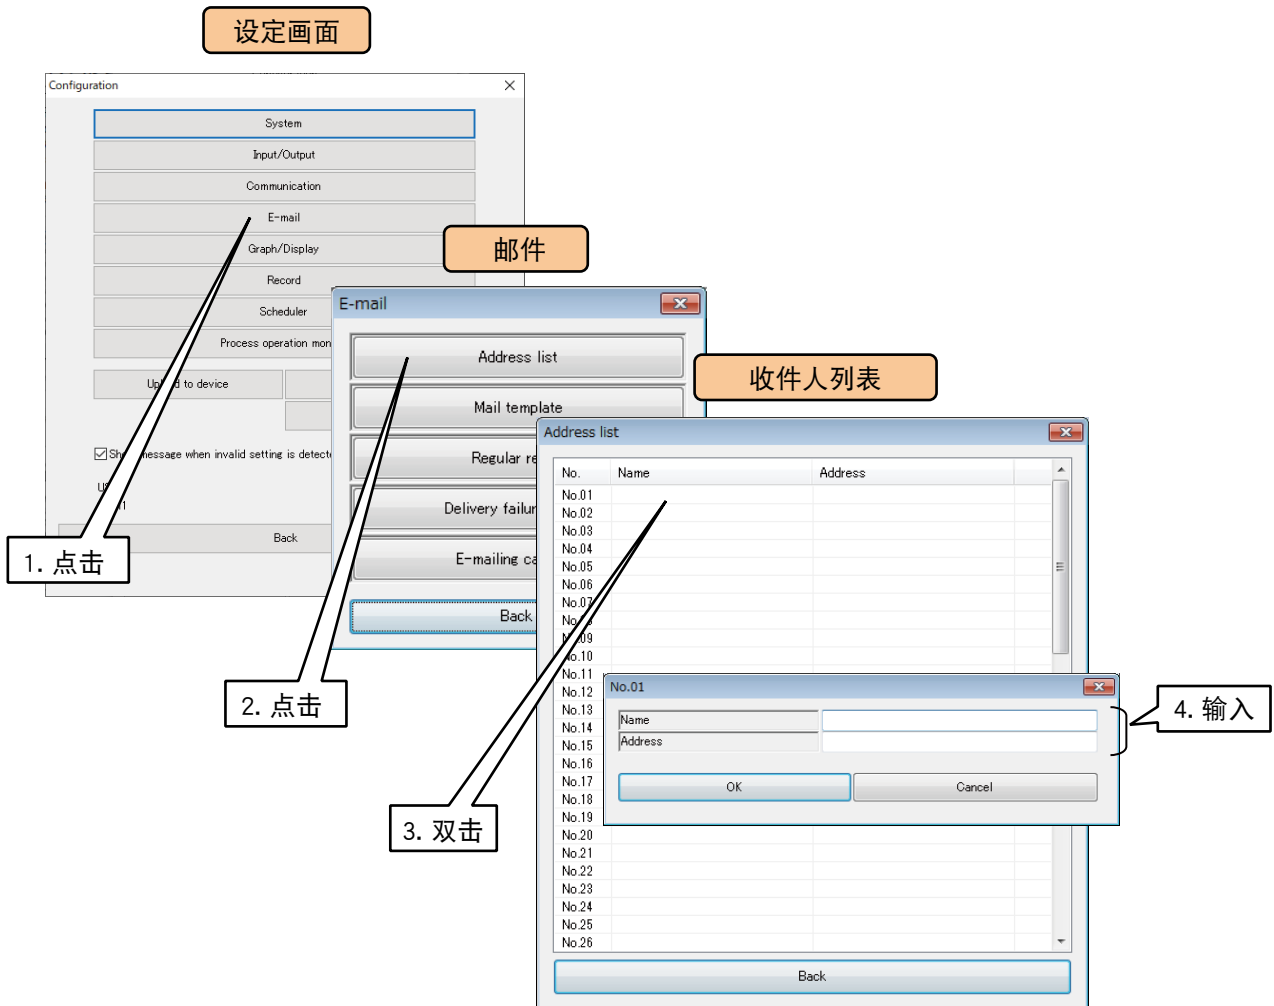 设定画面
Configuration
System
Input/Output
Communication
E-mail
Graph/Display
Record
Scheduler
Process operation mon
Upload to device
message when invalid setting is detecte
Back
1. 点击
邮件
E-mail
Address list
Mail template
Regular re
Delivery failur
E-mailing ca
Back
2. 点击
收件人列表
Address list
No. Name Address
No.01
No.02
No.03
No.04
No.05
No.06
No.07
No.09
No.10
No.11
No.12
No.13
No.14
No.15
No.16
No.17
No.18
No.19
No.20
No.21
No.22
No.23
No.24
No.25
No.26
Back
3. 双击
No.01
Name
Address
OK Cancel
4. 输入